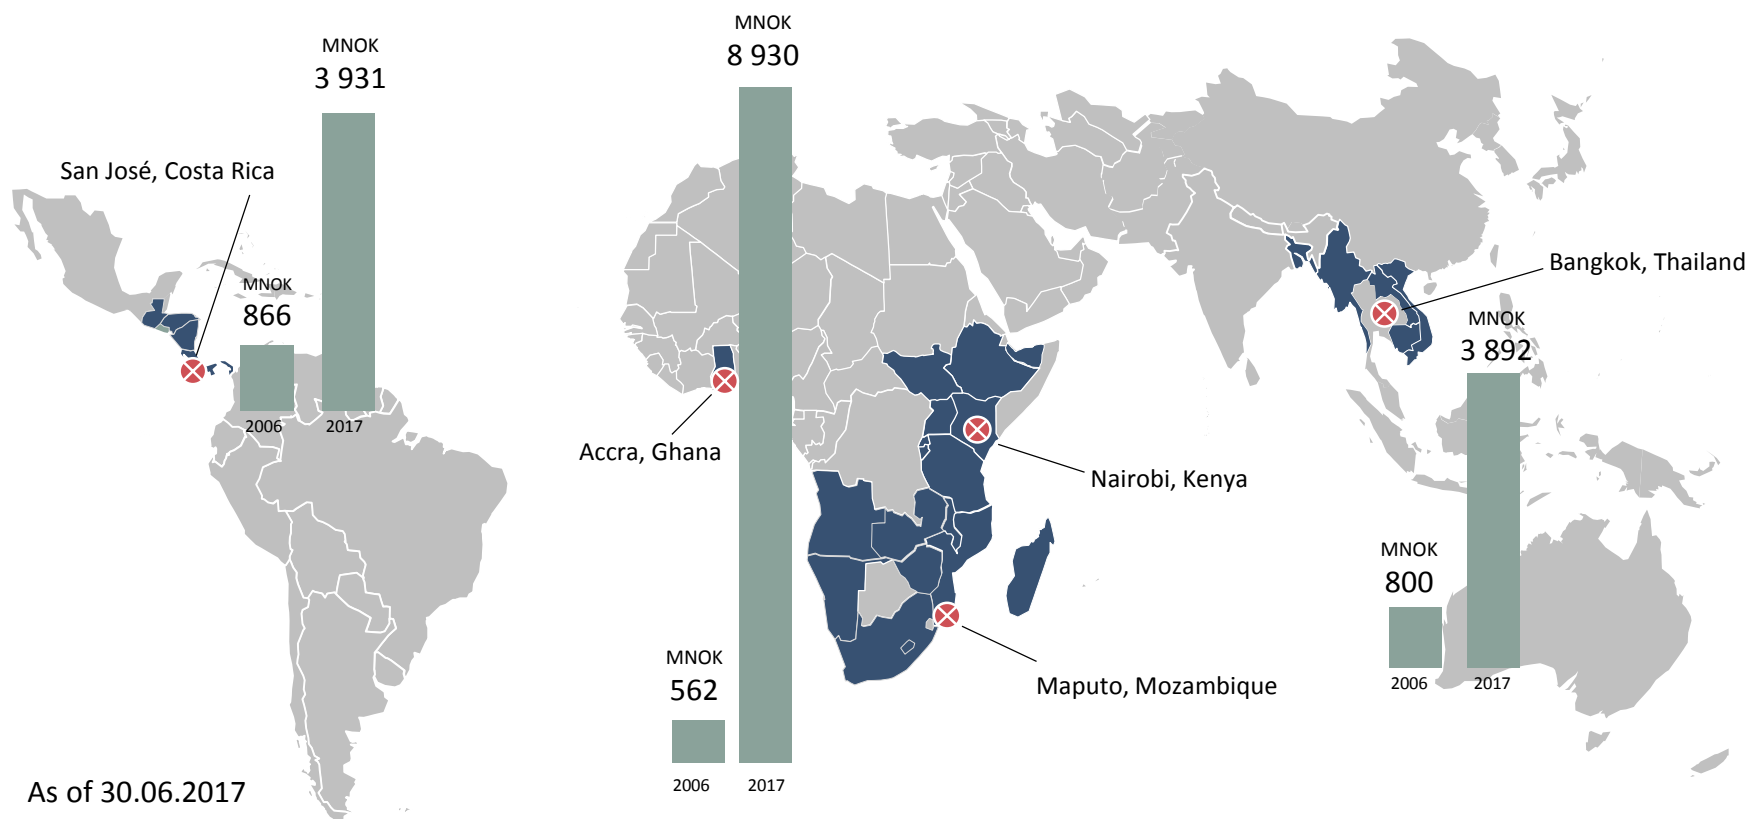 MNOK
3 931
San José, Costa Rica
MNOK
866
2006
2017
MNOK
8 930
Accra, Ghana
Nairobi, Kenya
Maputo, Mozambique
MNOK
562
2006
2017
Bangkok, Thailand
MNOK
3 892
MNOK
800
2006
2017
As of 30.06.2017